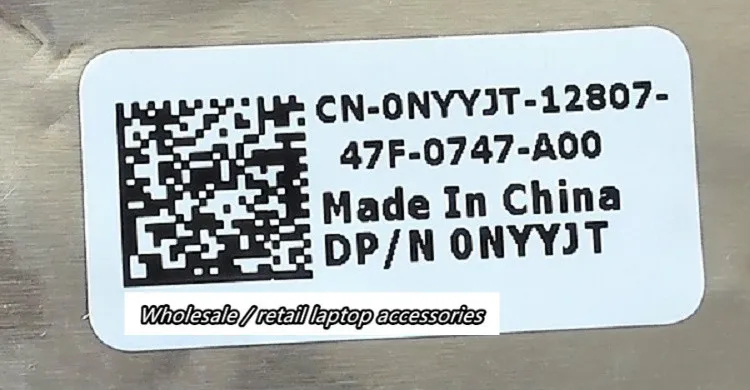 CN-0NYYJT-12807-
47F-0747-A00
Made In China
DP/N 0NYYJT
Wholesale / retail laptop accessories